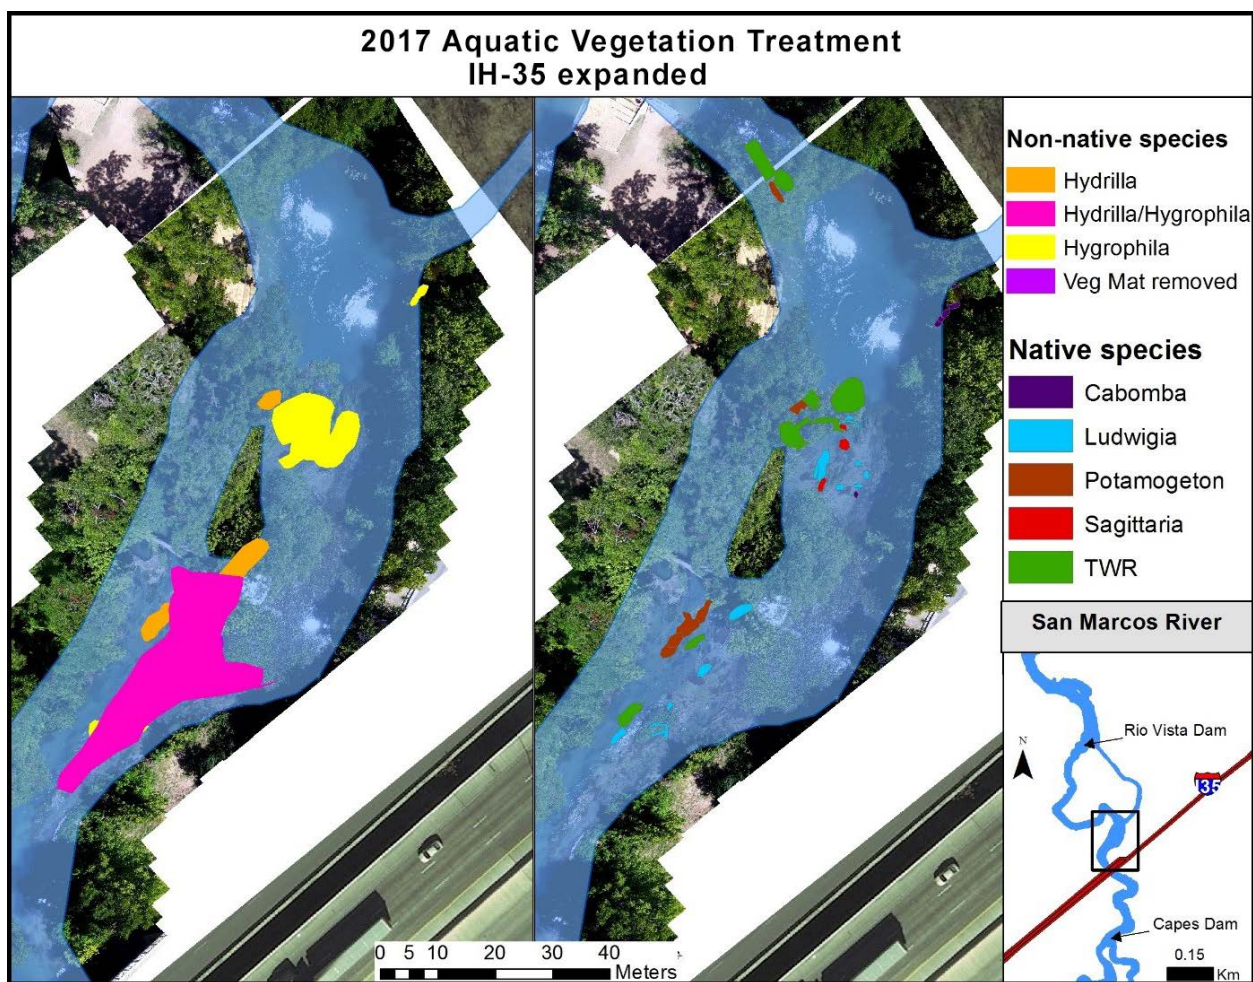 2017 Aquatic Vegetation Treatment
IH-35 expanded
Non-native species
Hydrilla
Hydrilla/Hygrophila
Hygrophila
Veg Mat removed
Native species
Cabomba
Ludwigia
Potamogeton
Sagittaria
TWR
San Marcos River
Rio Vista Dam
N
I35
Capes Dam
0.15
Km
0 5 10 20 30 40
Meters